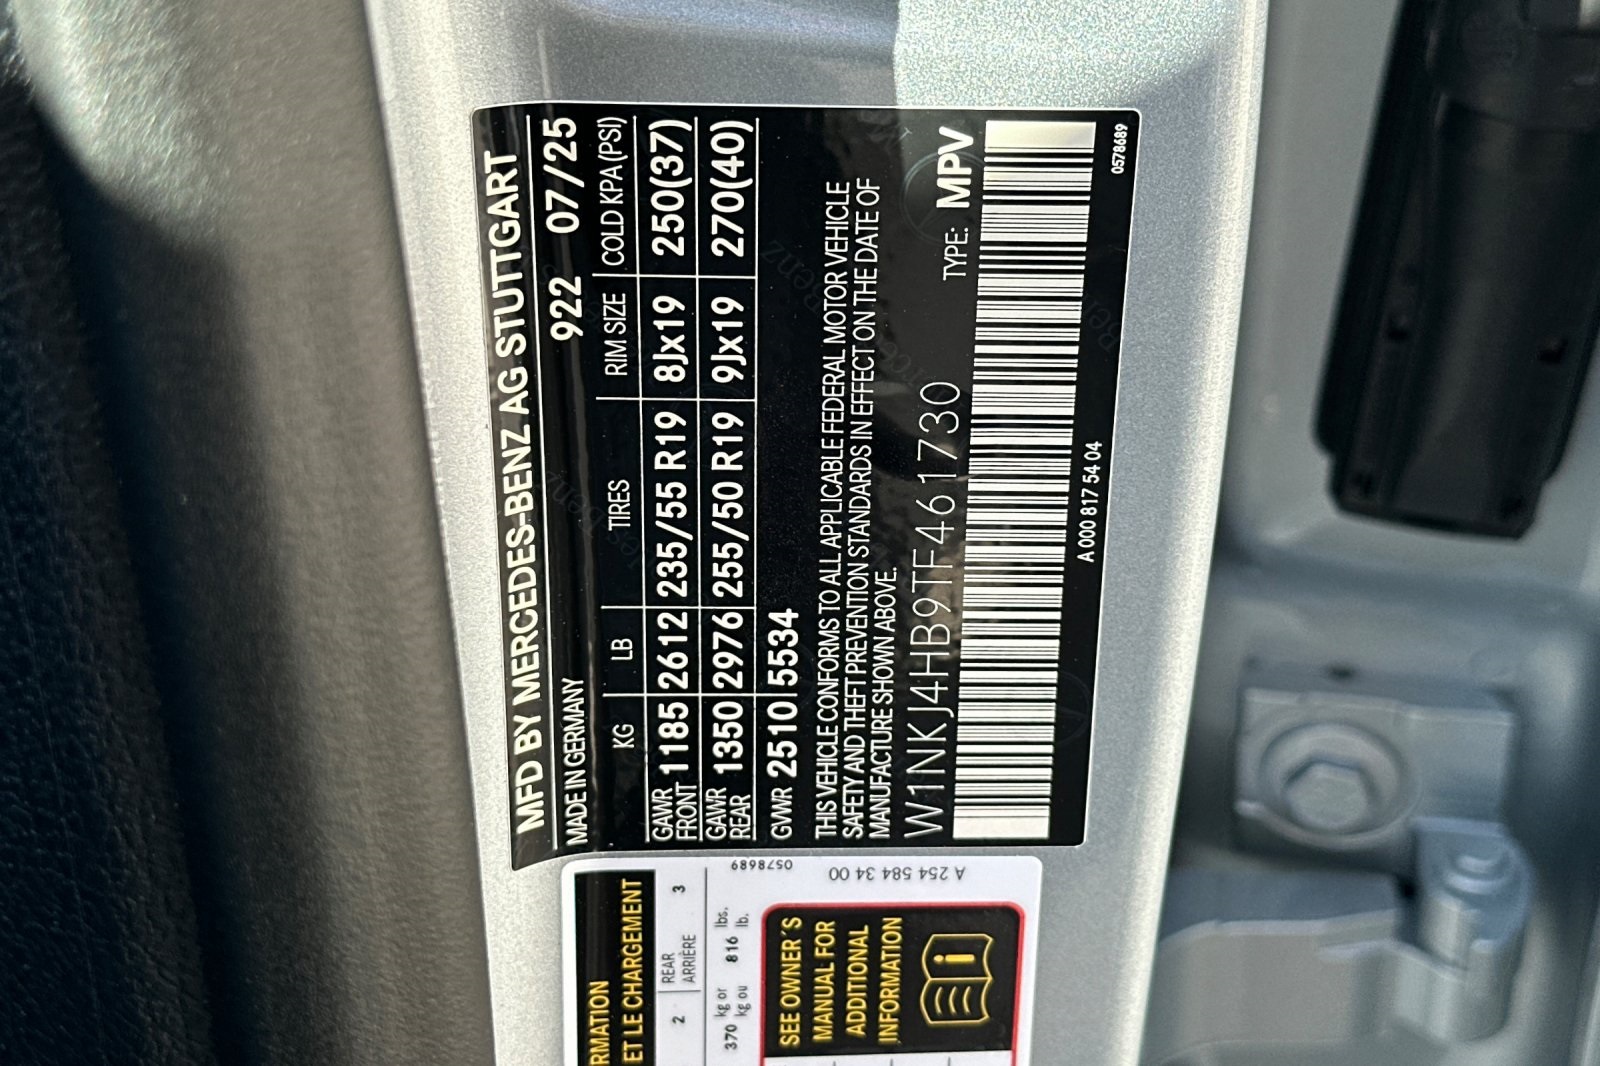 MFD BY MERCEDES-BENZ AG STUTTGART
MADE IN GERMANY 922 07/25
KG LB TIRES RIM SIZE COLD KPA(PSI)
GAWR FRONT 1185 2612 235/55 R19 8Jx19 250(37)
GAWR REAR 1350 2976 255/50 R19 9Jx19 270(40)
GVWR 2510 5534
THIS VEHICLE CONFORMS TO ALL APPLICABLE FEDERAL MOTOR VEHICLE
SAFETY AND THEFT PREVENTION STANDARDS IN EFFECT ON THE DATE OF
MANUFACTURE SHOWN ABOVE.
W1NKJ4HB9TF461730 TYPE: MPV
A 000 817 54 04
0578689
RMATION
ET LE CHARGEMENT
2 REAR 3
ARRIÈRE
370 kg or 816 lbs.
kg ou lb.
0578689
A 254 584 34 00
SEE OWNER'S
MANUAL FOR
ADDITIONAL
INFORMATION